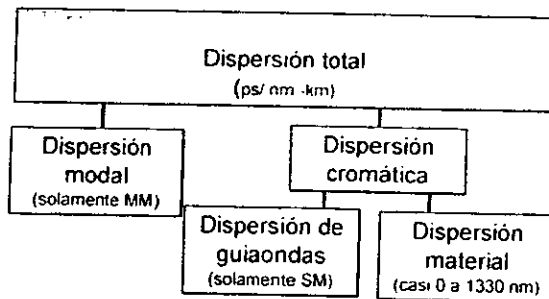 Dispersión total
(ps/ nm -km)
Dispersión
modal
(solamente MM)
Dispersión
cromática
Dispersión de
guiaondas
(solamente SM)
Dispersión
material
(casi 0 a 1330 nm)